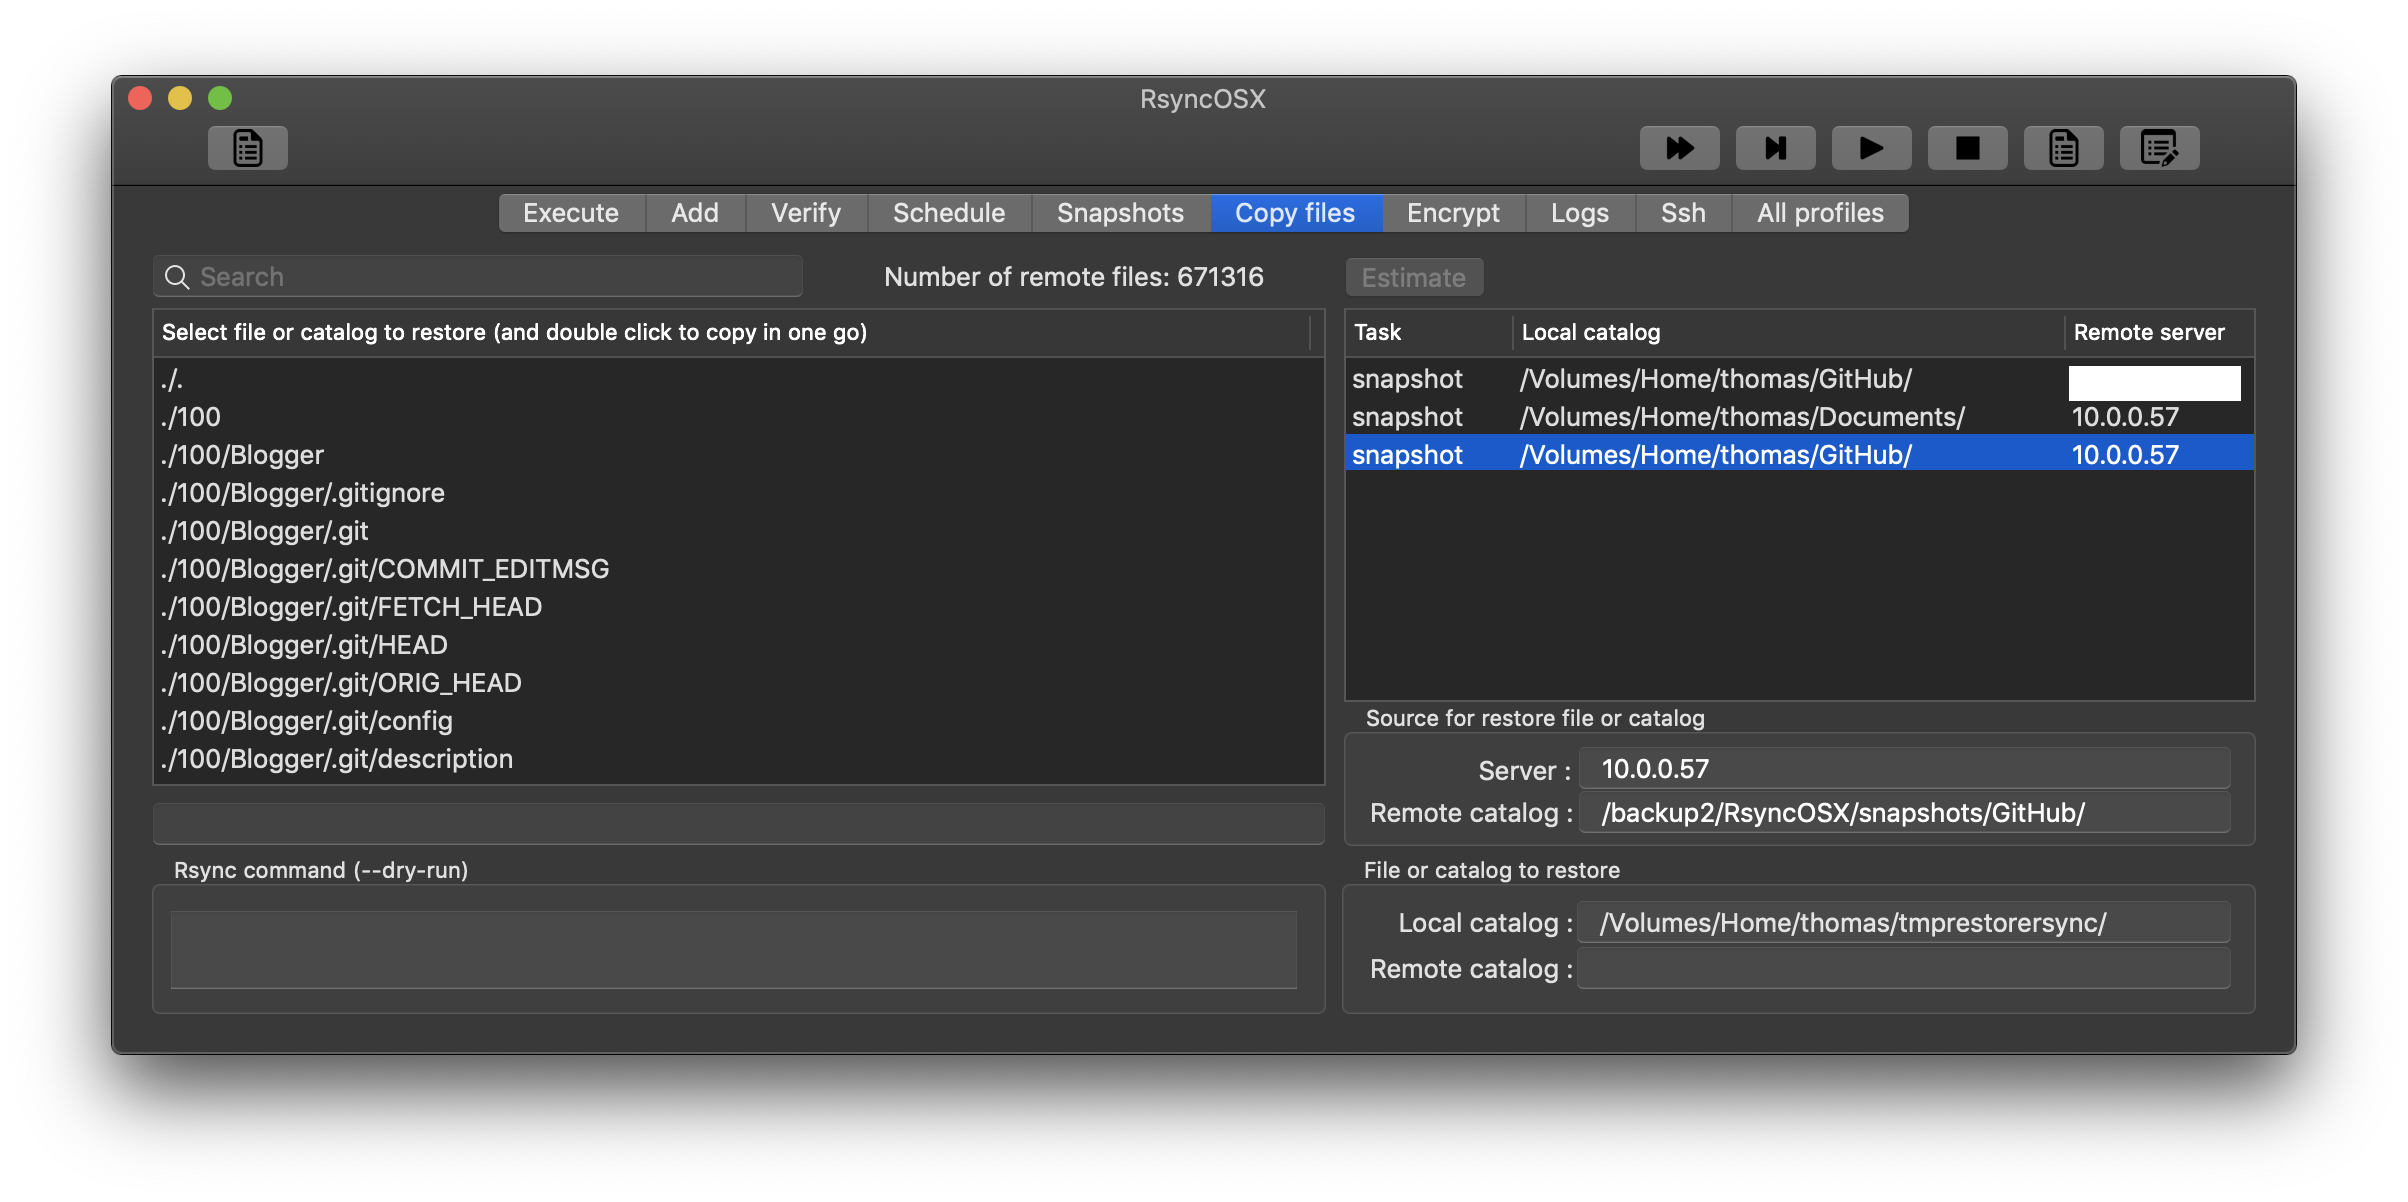 RsyncOSX
Execute Add Verify Schedule Snapshots Copy files Encrypt Logs Ssh All profiles
Search
Number of remote files: 671316
Estimate
Select file or catalog to restore (and double click to copy in one go)
./.
./100
./100/Blogger
./100/Blogger/.gitignore
./100/Blogger/.git
./100/Blogger/.git/COMMIT_EDITMSG
./100/Blogger/.git/FETCH_HEAD
./100/Blogger/.git/HEAD
./100/Blogger/.git/ORIG_HEAD
./100/Blogger/.git/config
./100/Blogger/.git/description
Rsync command (--dry-run)
Task Local catalog Remote server
snapshot /Volumes/Home/thomas/GitHub/
snapshot /Volumes/Home/thomas/Documents/ 10.0.0.57
snapshot /Volumes/Home/thomas/GitHub/ 10.0.0.57
Source for restore file or catalog
Server : 10.0.0.57
Remote catalog : /backup2/RsyncOSX/snapshots/GitHub/
File or catalog to restore
Local catalog : /Volumes/Home/thomas/tmprestorersync/
Remote catalog :